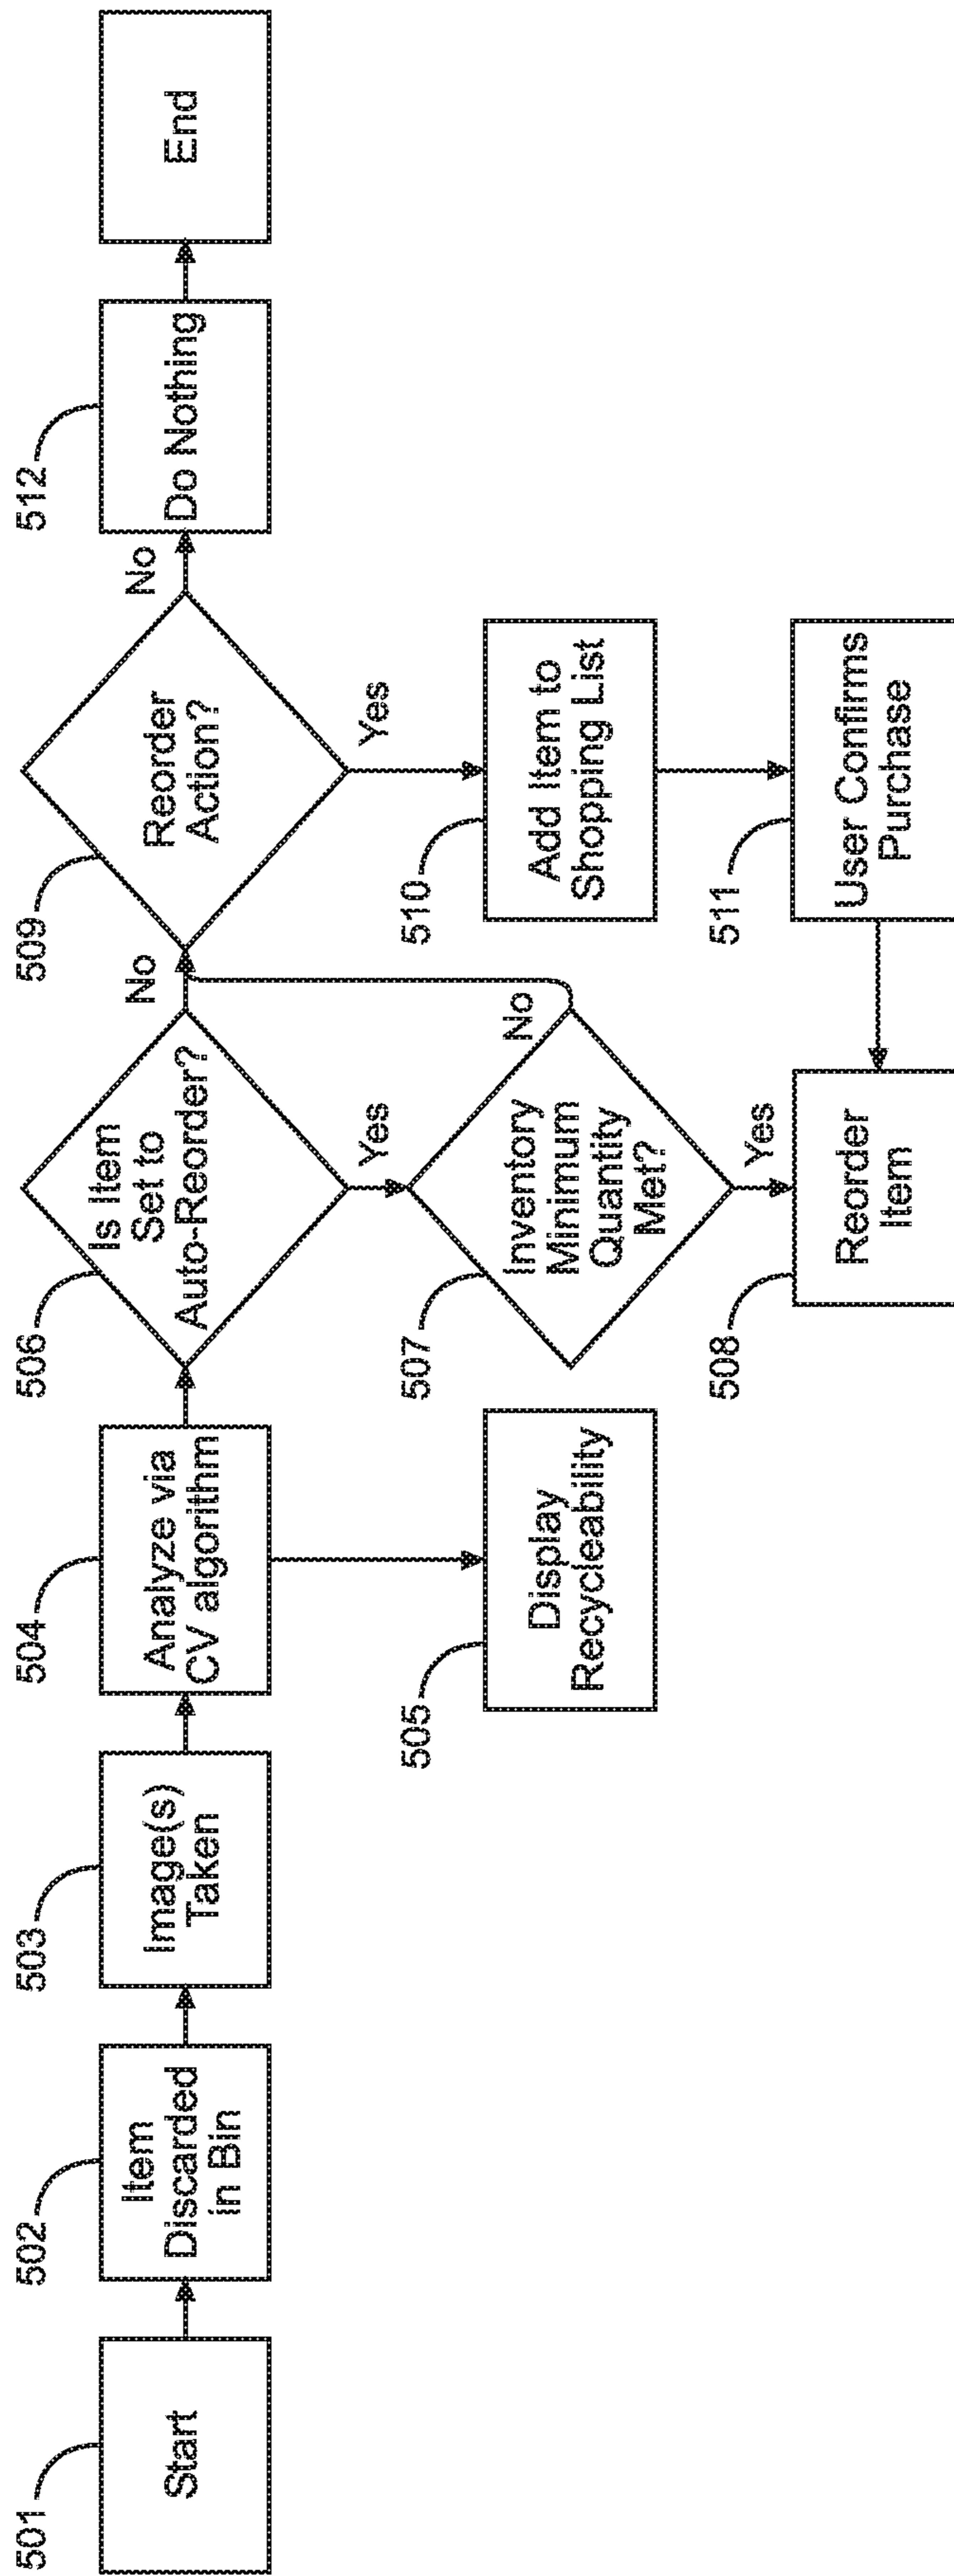 501
Start
502
Item
Discarded
in Bin
503
Image(s)
Taken
504
Analyze via
CV algorithm
505
Display
Recycleability
506
Is Item
Set to
Auto-Reorder?
No
Yes
507
Inventory
Minimum
Quantity
Met?
No
Yes
508
Reorder
Item
509
Reorder
Action?
No
Yes
510
Add Item to
Shopping List
511
User Confirms
Purchase
512
Do Nothing
End